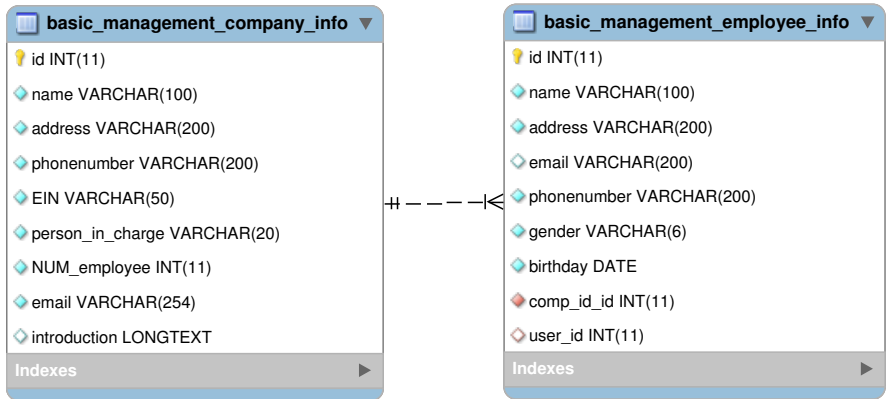 basic_management_company_info
id INT(11)
name VARCHAR(100)
address VARCHAR(200)
phonenumber VARCHAR(200)
EIN VARCHAR(50)
person_in_charge VARCHAR(20)
NUM_employee INT(11)
email VARCHAR(254)
introduction LONGTEXT
Indexes
basic_management_employee_info
id INT(11)
name VARCHAR(100)
address VARCHAR(200)
email VARCHAR(200)
phonenumber VARCHAR(200)
gender VARCHAR(6)
birthday DATE
comp_id_id INT(11)
user_id INT(11)
Indexes